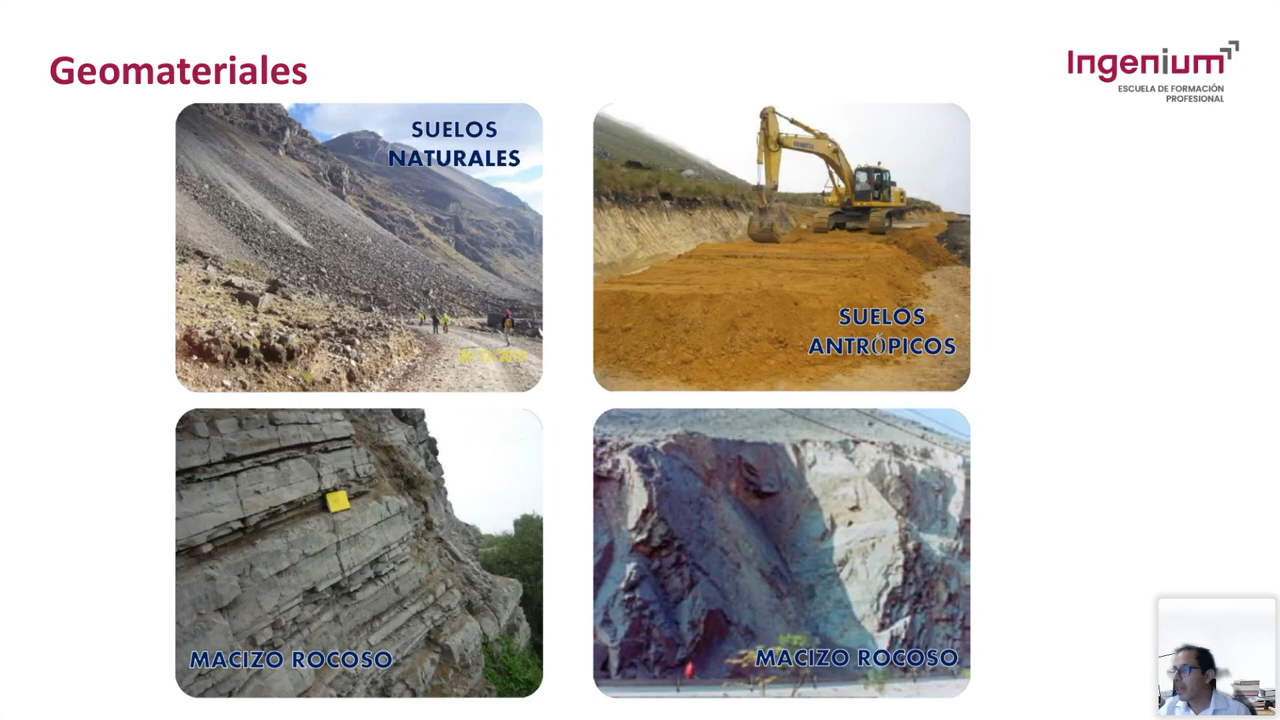 Geomateriales
Ingenium
ESCUELA DE FORMACIÓN
PROFESIONAL
SUELOS
NATURALES
SUELOS
ANTRÓPICOS
MACIZO ROCOSO
MACIZO ROCOSO